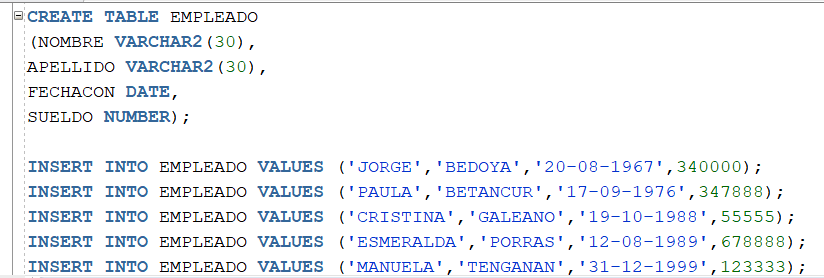 CREATE TABLE EMPLEADO
(NOMBRE VARCHAR2(30),
APELLIDO VARCHAR2(30),
FECHACON DATE,
SUELDO NUMBER);
INSERT INTO EMPLEADO VALUES ('JORGE','BEDOYA','20-08-1967',340000);
INSERT INTO EMPLEADO VALUES ('PAULA','BETANCUR','17-09-1976',347888);
INSERT INTO EMPLEADO VALUES ('CRISTINA','GALEANO','19-10-1988',55555);
INSERT INTO EMPLEADO VALUES ('ESMERALDA','PORRAS','12-08-1989',678888);
INSERT INTO EMPLEADO VALUES ('MANUELA','TENGANAN','31-12-1999',123333);